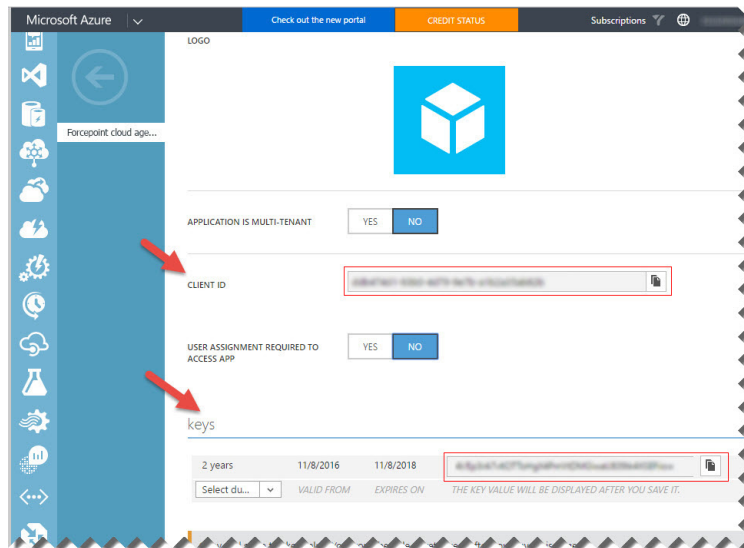 Microsoft Azure
Check out the new portal
CREDIT STATUS
Subscriptions
LOGO
Forcepoint cloud age...
APPLICATION IS MULTI-TENANT
YES
NO
CLIENT ID
USER ASSIGNMENT REQUIRED TO
ACCESS APP
YES
NO
keys
2 years
11/8/2016
11/8/2018
Select du...
VALID FROM
EXPIRES ON
THE KEY VALUE WILL BE DISPLAYED AFTER YOU SAVE IT.